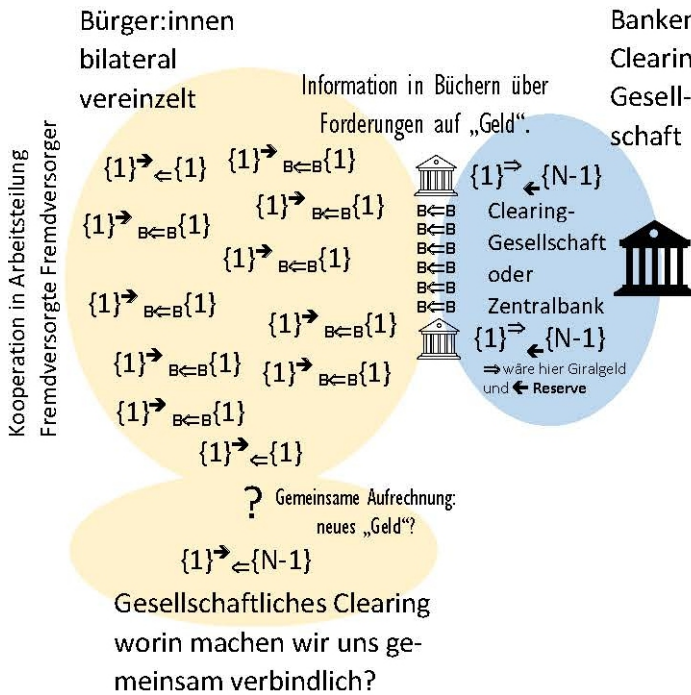 Bürger:innen
bilateral
vereinzelt
Banken
Clearin
Gesell-
schaft
Information in Büchern über
Forderungen auf „Geld“.
Kooperation in Arbeitsteilung
Fremdversorgte Fremdversorger
{1}➔⇐{1}
{1}➔B⇐B{1}
{1}➔B⇐B{1}
{1}➔B⇐B{1}
{1}➔B⇐B{1}
{1}➔B⇐B{1}
{1}➔B⇐B{1}
{1}➔B⇐B{1}
{1}➔B⇐B{1}
{1}➔B⇐B{1}
{1}➔⇐{1}
B⇐B
B⇐B
B⇐B
B⇐B
B⇐B
B⇐B
{1}⇒🡰{N-1}
Clearing-
Gesellschaft
oder
Zentralbank
{1}⇒🡰{N-1}
⇒ wäre hier Giralgeld
und 🡰 Reserve
? Gemeinsame Aufrechnung:
neues „Geld“?
{1}➔⇐{N-1}
Gesellschaftliches Clearing
worin machen wir uns ge-
meinsam verbindlich?